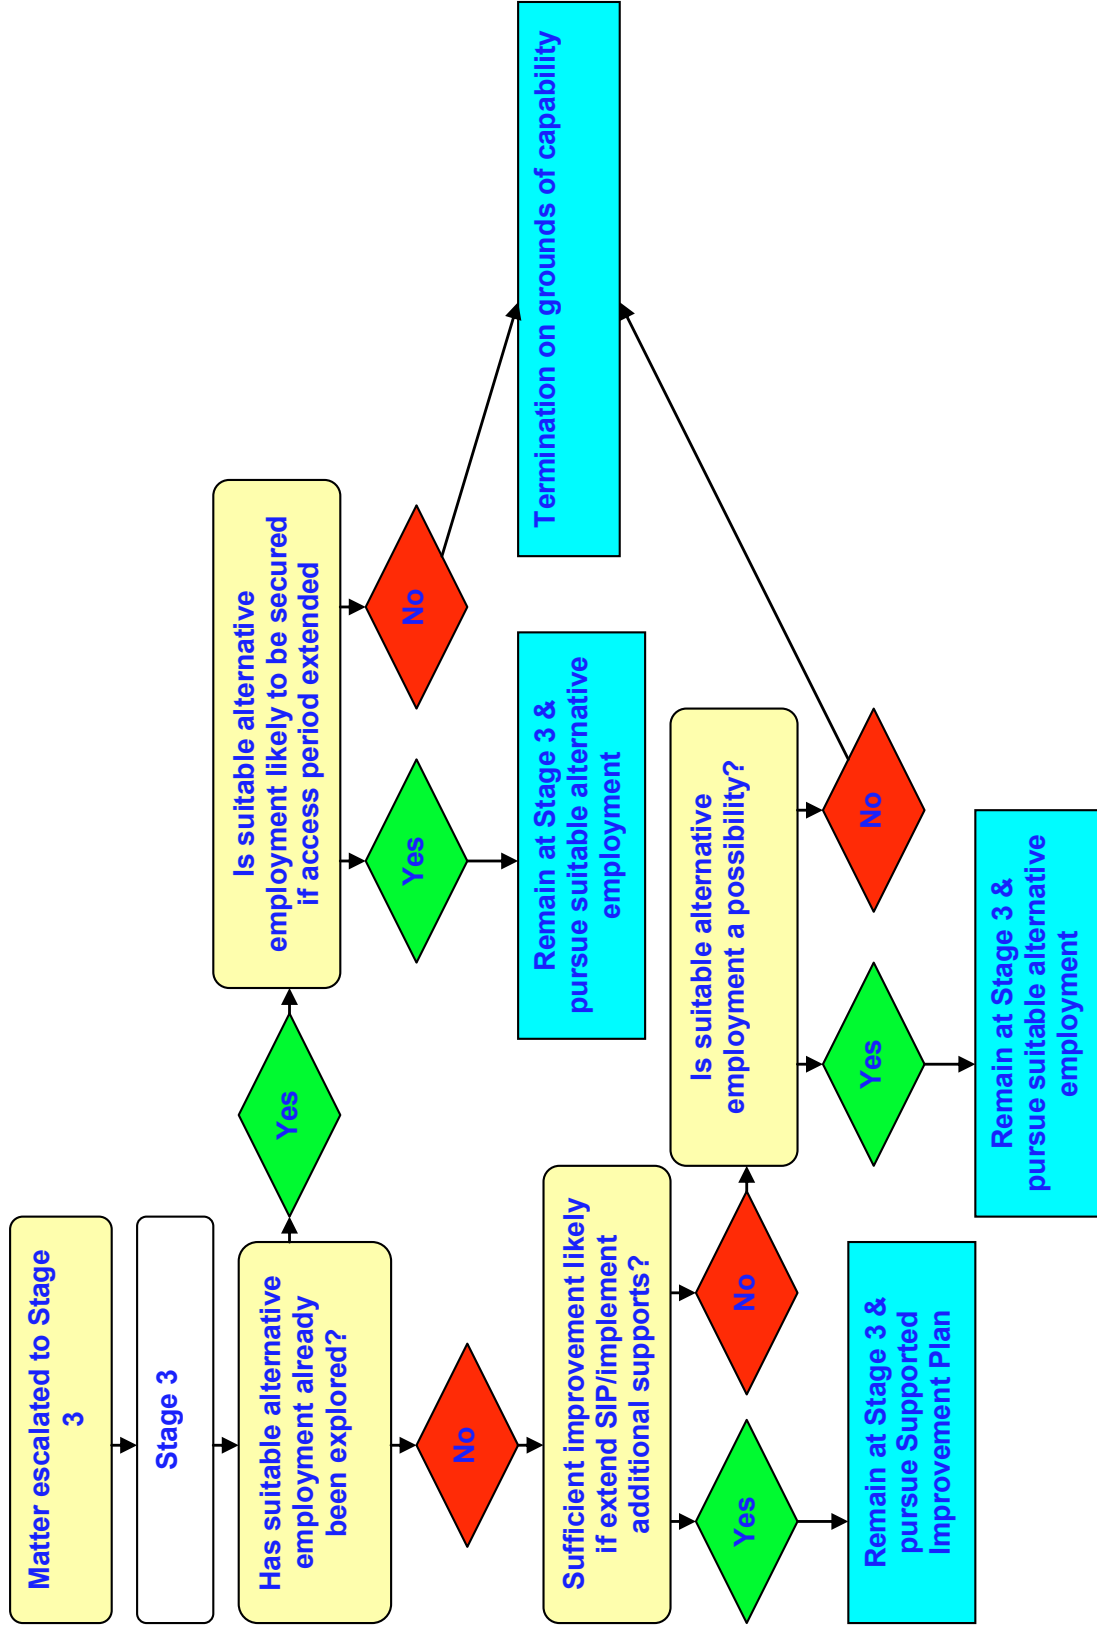 Matter escalated to Stage
3
Stage 3
Has suitable alternative
employment already
been explored?
Yes
Is suitable alternative
employment likely to be secured
if access period extended
Yes
No
Remain at Stage 3 &
pursue suitable alternative
employment
Termination on grounds of capability
No
Sufficient improvement likely
if extend SIP/implement
additional supports?
Yes
No
Remain at Stage 3 &
pursue Supported
Improvement Plan
Is suitable alternative
employment a possibility?
Yes
No
Remain at Stage 3 &
pursue suitable alternative
employment